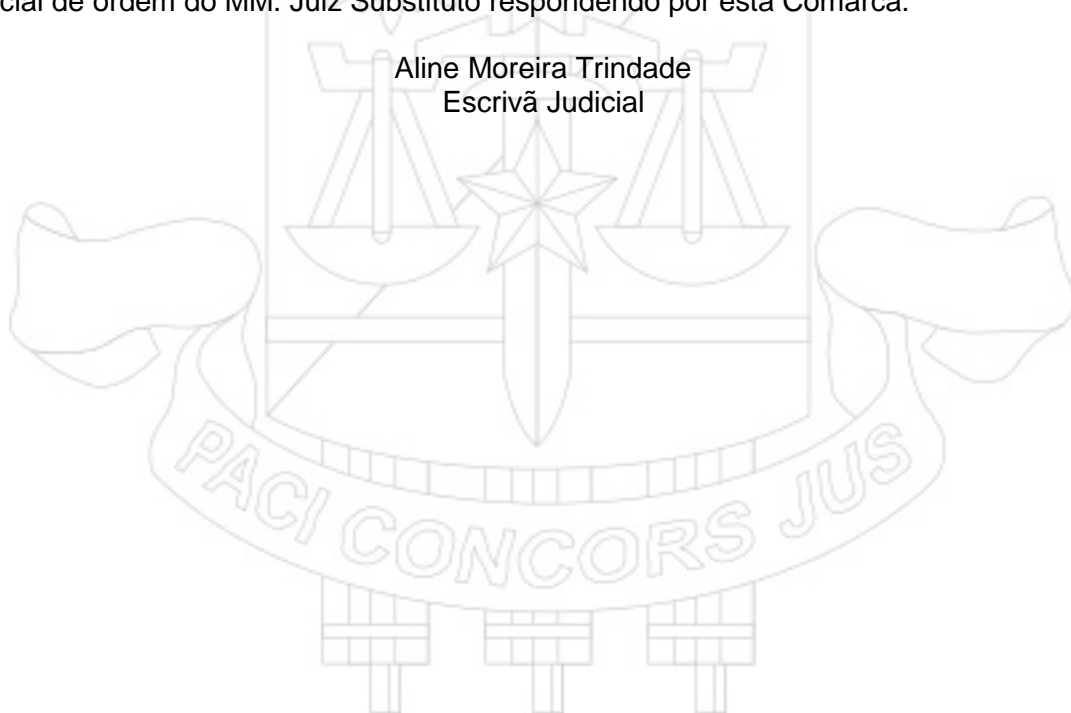 cial de ordem do MM. Juiz Substituto respondendo por esta Comarca.
Aline Moreira Trindade
Escrivã Judicial
PACI CONCORS JUS